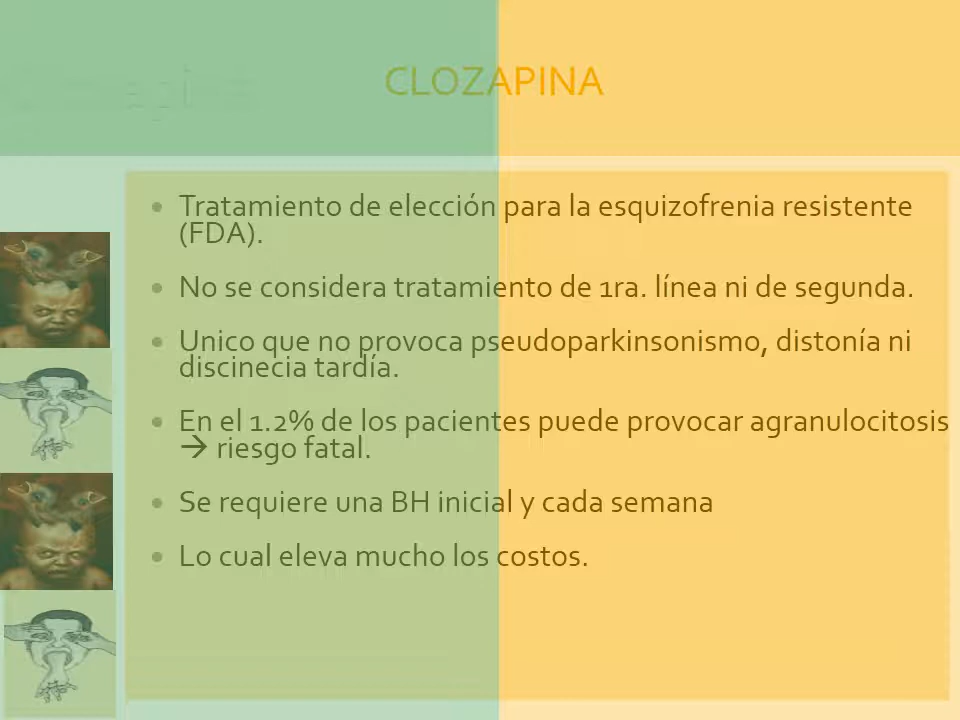 CLOZAPINA
• Tratamiento de elección para la esquizofrenia resistente
(FDA).
• No se considera tratamiento de 1ra. línea ni de segunda.
• Unico que no provoca pseudoparkinsonismo, distonía ni
discinecia tardía.
• En el 1.2% de los pacientes puede provocar agranulocitosis
→ riesgo fatal.
• Se requiere una BH inicial y cada semana
• Lo cual eleva mucho los costos.